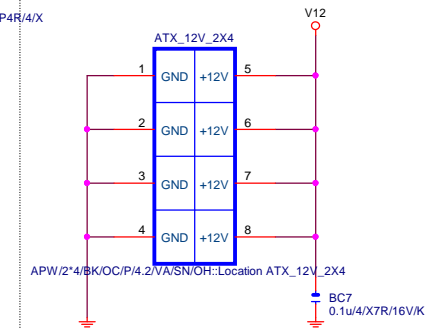 P4R/4/X
V12
ATX_12V_2X4
1 GND +12V 5
2 GND +12V 6
3 GND +12V 7
4 GND +12V 8
APW/2*4/BK/OC/P/4.2/VA/SN/OH::Location ATX_12V_2X4
BC7
0.1u/4/X7R/16V/K